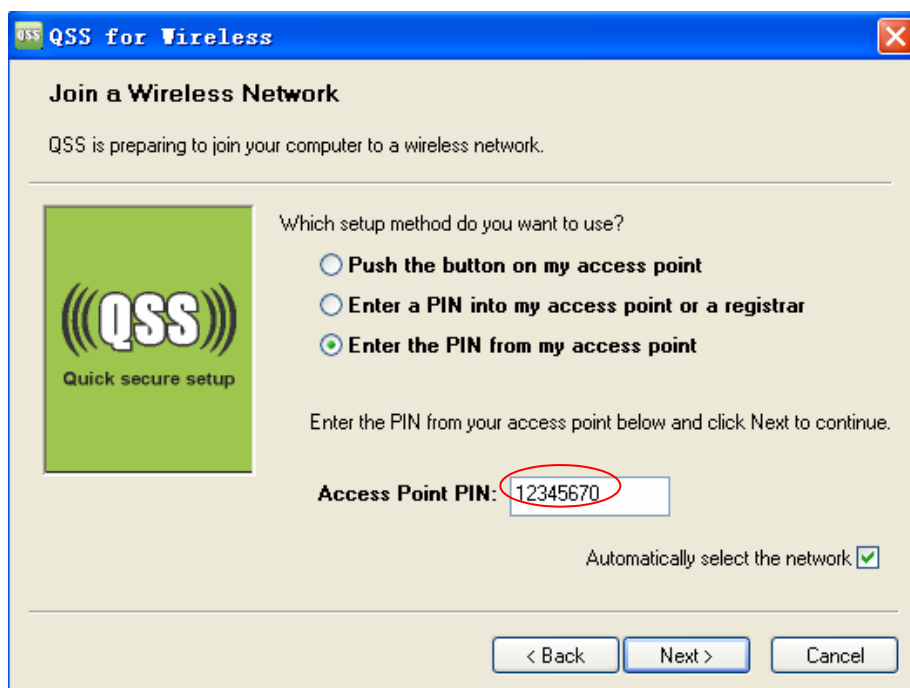 QSS QSS for Wireless
Join a Wireless Network
QSS is preparing to join your computer to a wireless network.
Which setup method do you want to use?
Push the button on my access point
Enter a PIN into my access point or a registrar
Enter the PIN from my access point
(((QSS)))
Quick secure setup
Enter the PIN from your access point below and click Next to continue.
Access Point PIN: 12345670
Automatically select the network
< Back Next > Cancel